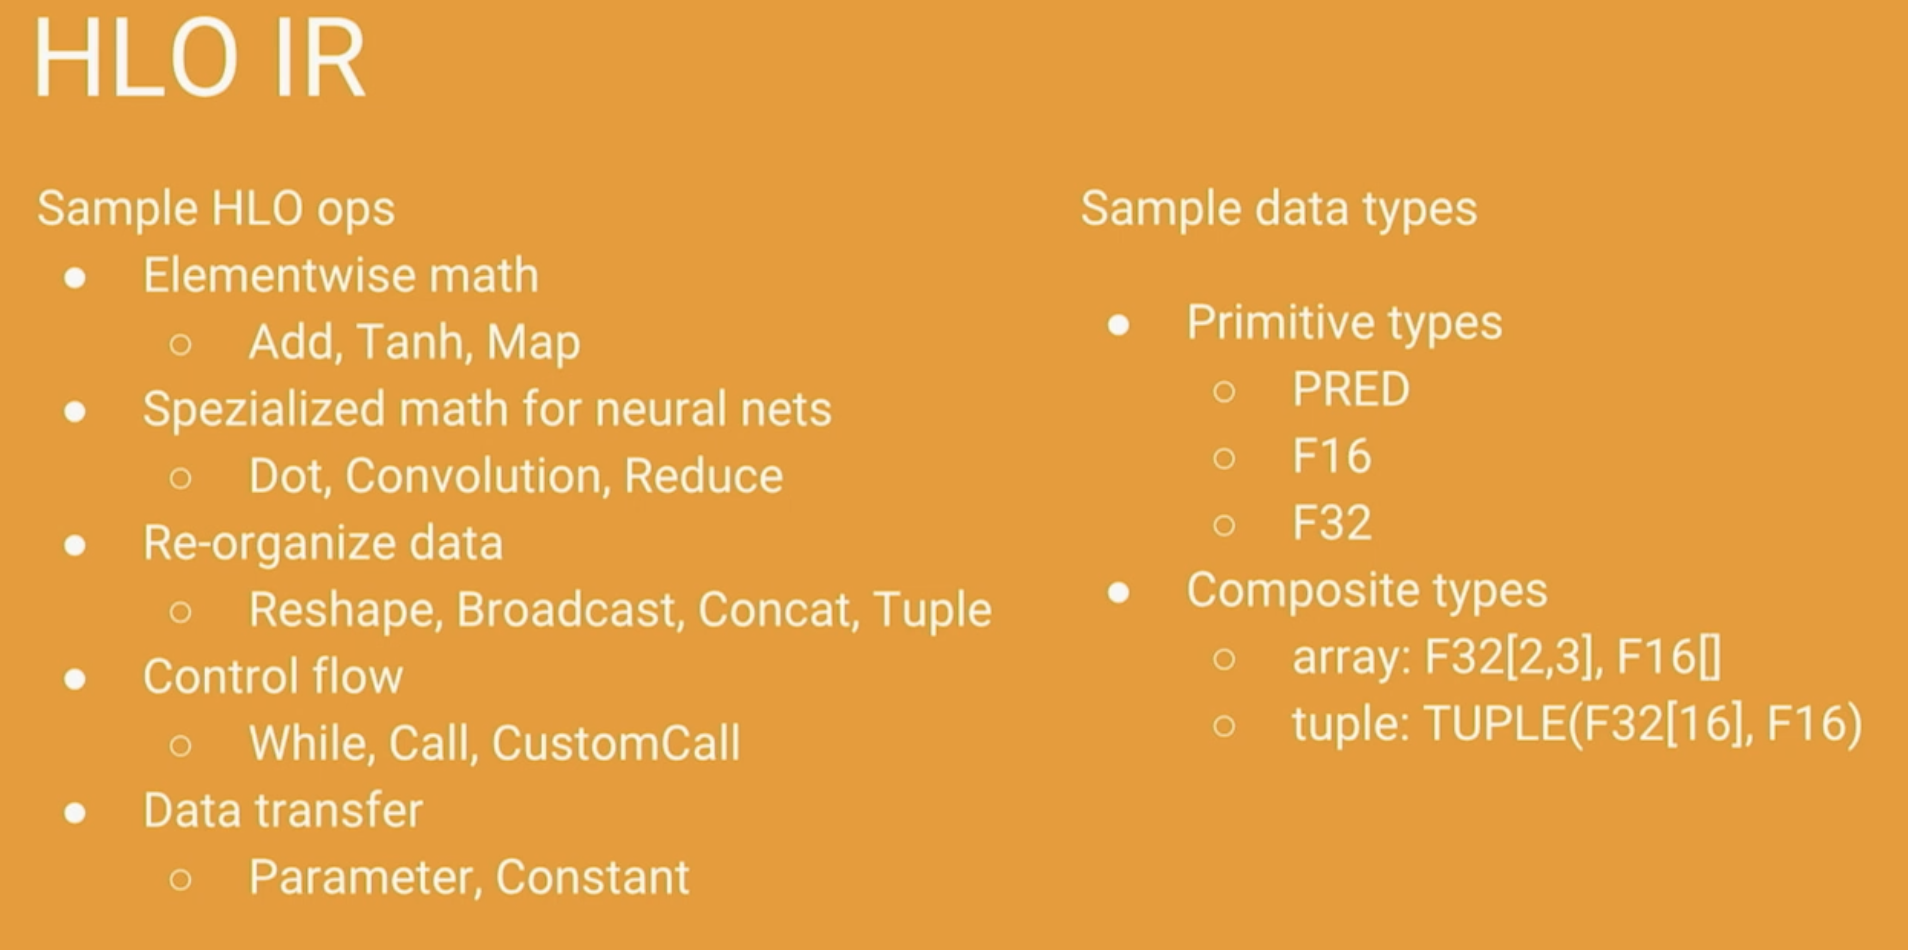 HLO IR
Sample HLO ops
● Elementwise math
○ Add, Tanh, Map
● Spezialized math for neural nets
○ Dot, Convolution, Reduce
● Re-organize data
○ Reshape, Broadcast, Concat, Tuple
● Control flow
○ While, Call, CustomCall
● Data transfer
○ Parameter, Constant
Sample data types
● Primitive types
○ PRED
○ F16
○ F32
● Composite types
○ array: F32[2,3], F16[]
○ tuple: TUPLE(F32[16], F16)